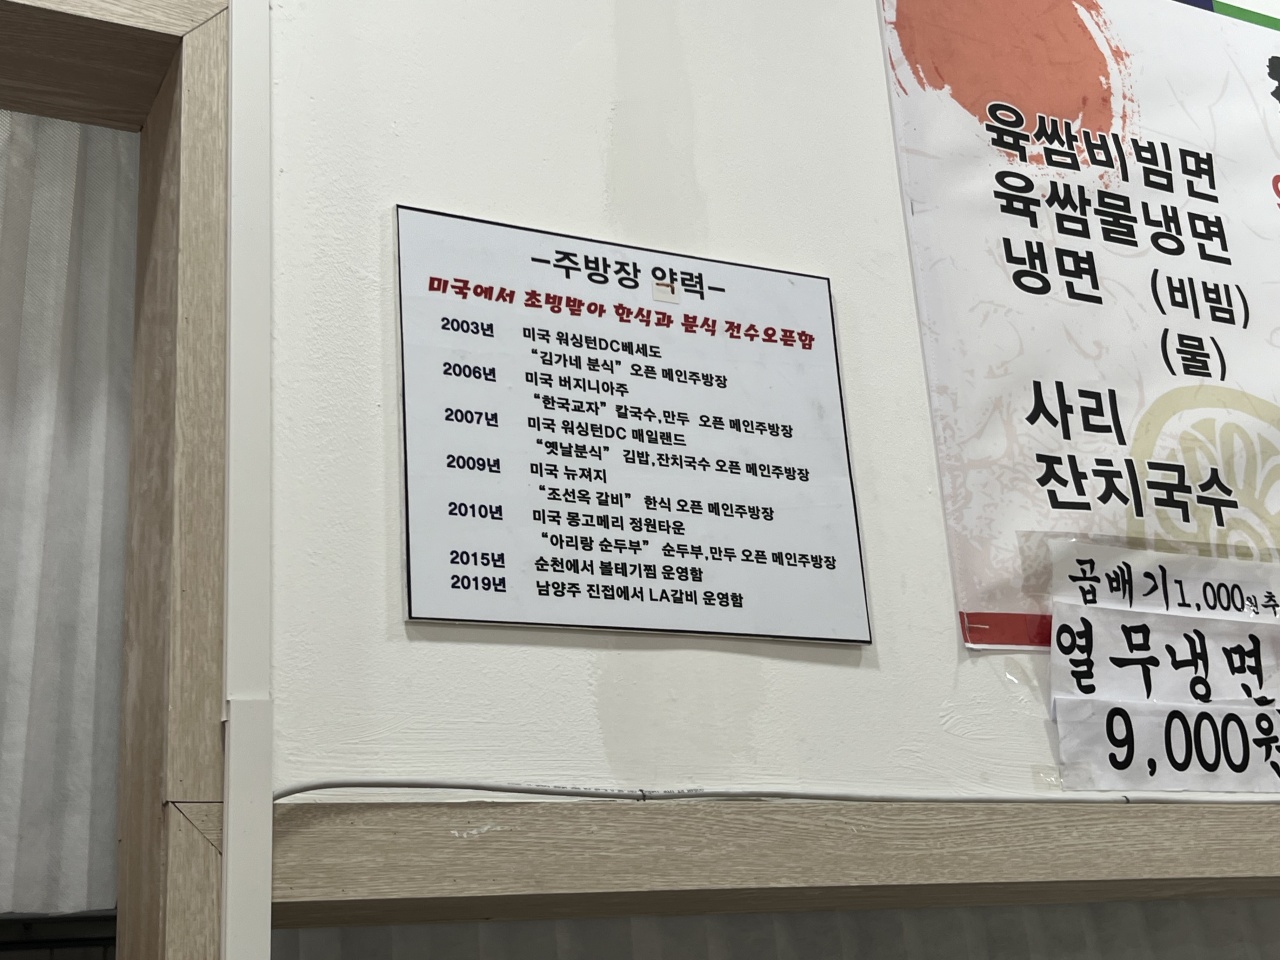 -주방장 약력-
미국에서 초빙받아 한식과 분식 전수오픈함
2003년 미국 워싱턴DC베세도
"김가네 분식" 오픈 메인주방장
2006년 미국 버지니아주
"한국교자" 칼국수,만두 오픈 메인주방장
2007년 미국 워싱턴DC 매일랜드
"옛날분식" 김밥,잔치국수 오픈 메인주방장
2009년 미국 뉴져지
"조선옥 갈비" 한식 오픈 메인주방장
2010년 미국 몽고메리 정원타운
"아리랑 순두부" 순두부,만두 오픈 메인주방장
2015년 순천에서 볼테기찜 운영함
2019년 남양주 진접에서 LA갈비 운영함
육쌈비빔면
육쌈물냉면
냉면 (비빔)
(물)
사리
잔치국수
곱배기 1,000원 추
열무냉면
9,000원